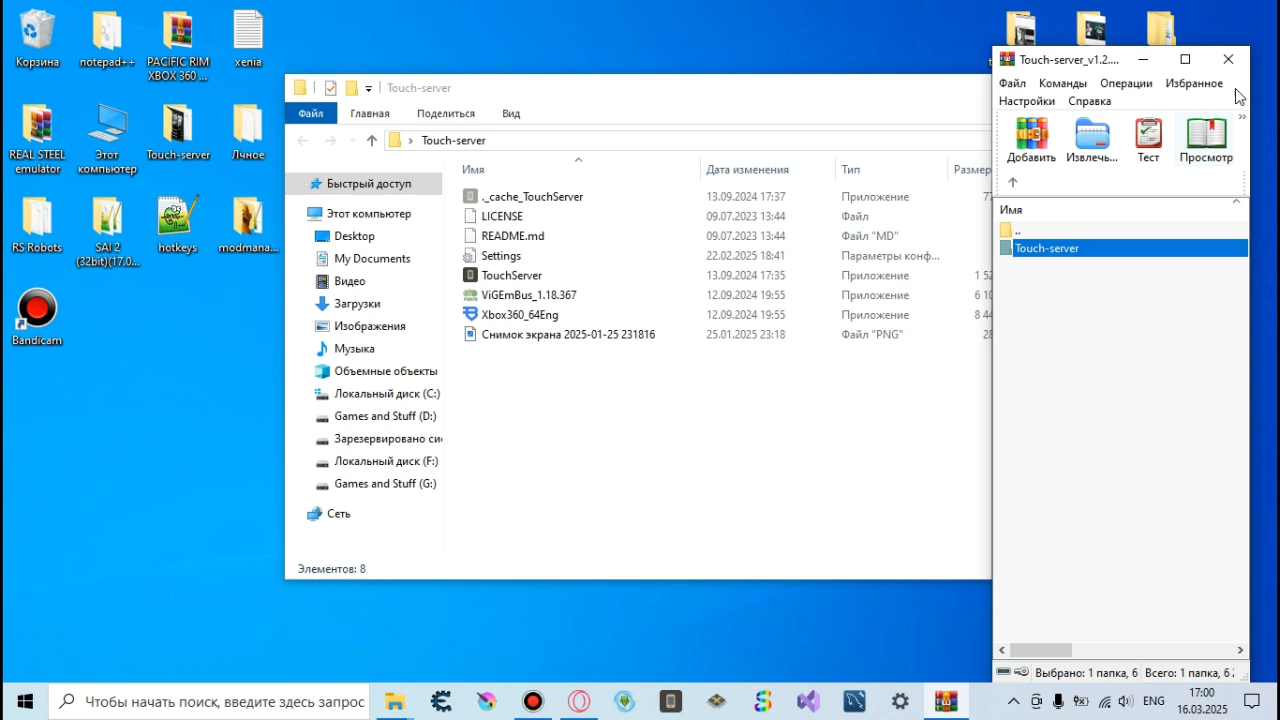 Корзина
notepad++
PACIFIC RIM
XBOX 360 ...
xenia
REAL STEEL
emulator
Этот
компьютер
Touch-server
Лчное
RS Robots
SAI 2
(32bit)(17.0...
hotkeys
modmana...
Bandicam
Touch-server
Файл
Главная
Поделиться
Вид
Touch-server
Имя
Дата изменения
Тип
Размер
Быстрый доступ
Этот компьютер
Desktop
My Documents
Видео
Загрузки
Изображения
Музыка
Объемные объекты
Локальный диск (C:)
Games and Stuff (D:)
Зарезервировано си
Локальный диск (F:)
Games and Stuff (G:)
Сеть
._cache_TouchServer 13.09.2024 17:37 Приложение 77
LICENSE 09.07.2023 13:44 Файл
README.md 09.07.2023 13:44 Файл "MD"
Settings 22.02.2025 18:41 Параметры конф...
TouchServer 13.09.2024 17:35 Приложение 1 52
ViGEmBus_1.18.367 12.09.2024 19:55 Приложение 6 10
Xbox360_64Eng 12.09.2024 19:55 Приложение 8 44
Снимок экрана 2025-01-25 231816 25.01.2025 23:18 Файл "PNG" 28
Элементов: 8
Touch-server_v1.2....
Файл Команды Операции Избранное
Настройки Справка
Добавить Извлечь... Тест Просмотр
Имя
..
Touch-server
Выбрано: 1 папка, 6 Всего: 1 папка, 6
Чтобы начать поиск, введите здесь запрос
ENG
17:00
16.03.2025